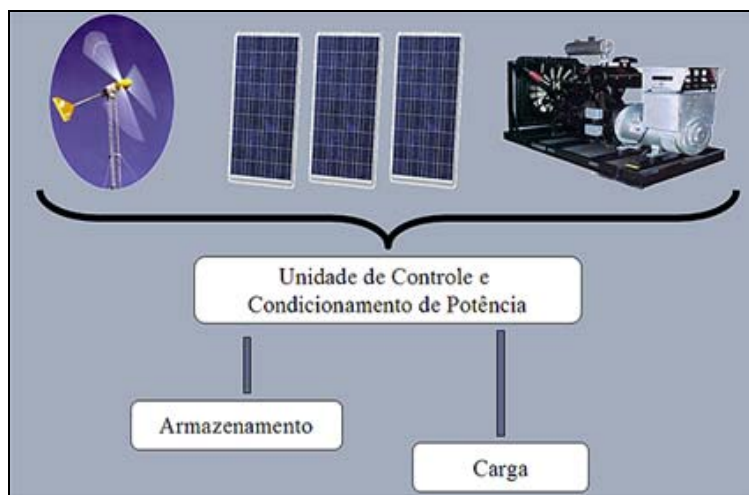 Unidade de Controle e
Condicionamento de Potência
Armazenamento
Carga